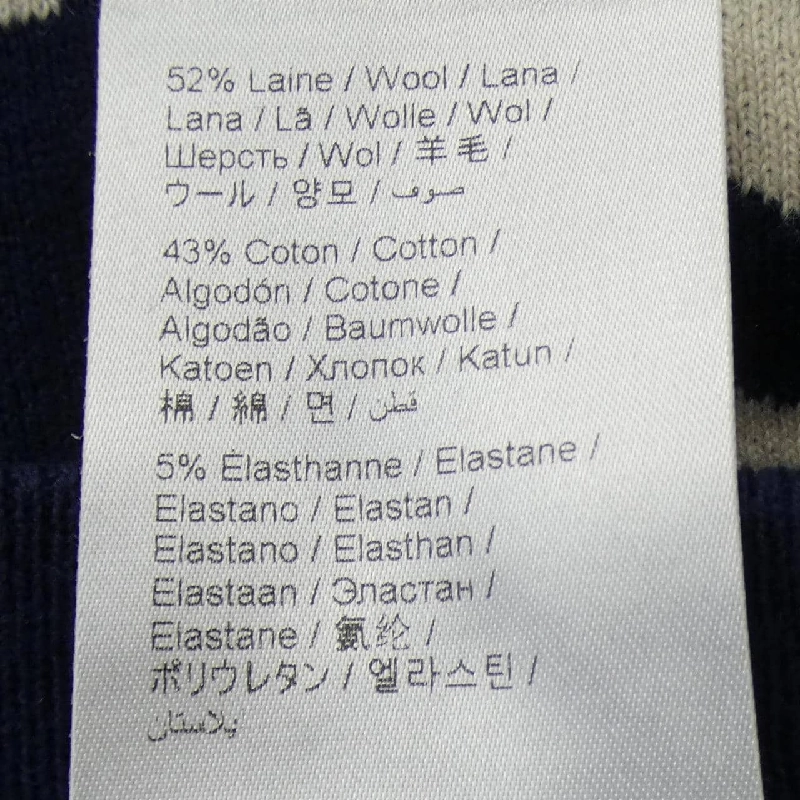 52% Laine / Wool / Lana /
Lana / Lã / Wolle / Wol /
Шерсть / Wol / 羊毛 /
ウール / 양모 / صوف
43% Coton / Cotton /
Algodón / Cotone /
Algodão / Baumwolle /
Katoen / Хлопок / Katun /
棉 / 綿 / 면 / قطن
5% Élasthanne / Elastane /
Elastano / Elastan /
Elastano / Elasthan /
Elastaan / Эластан /
Elastane / 氨纶 /
ポリウレタン / 엘라스틴 /